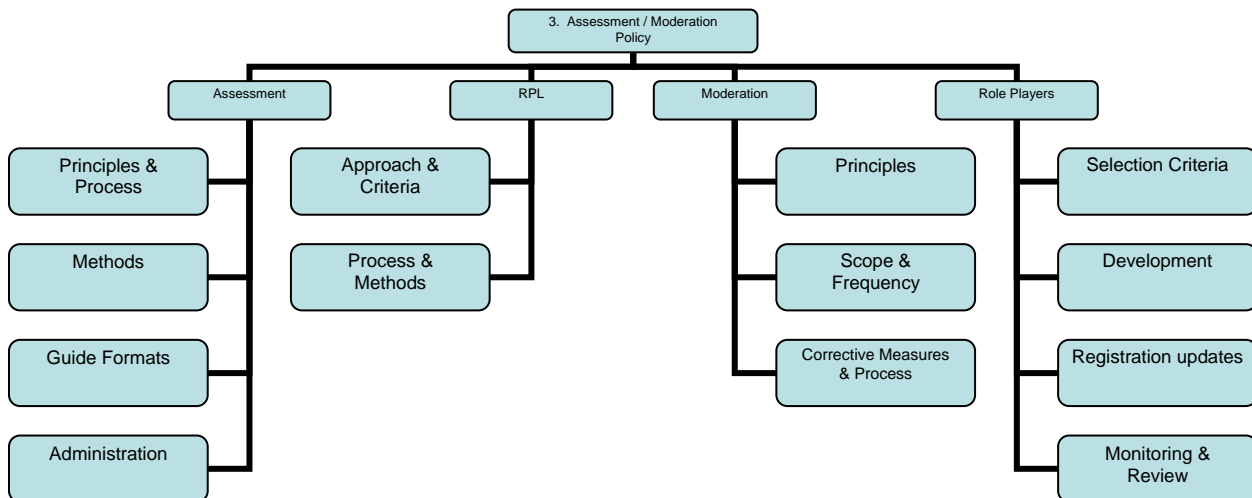 3. Assessment / Moderation
Policy
Assessment
RPL
Moderation
Role Players
Principles &
Process
Methods
Guide Formats
Administration
Approach &
Criteria
Process &
Methods
Principles
Scope &
Frequency
Corrective Measures
& Process
Selection Criteria
Development
Registration updates
Monitoring &
Review